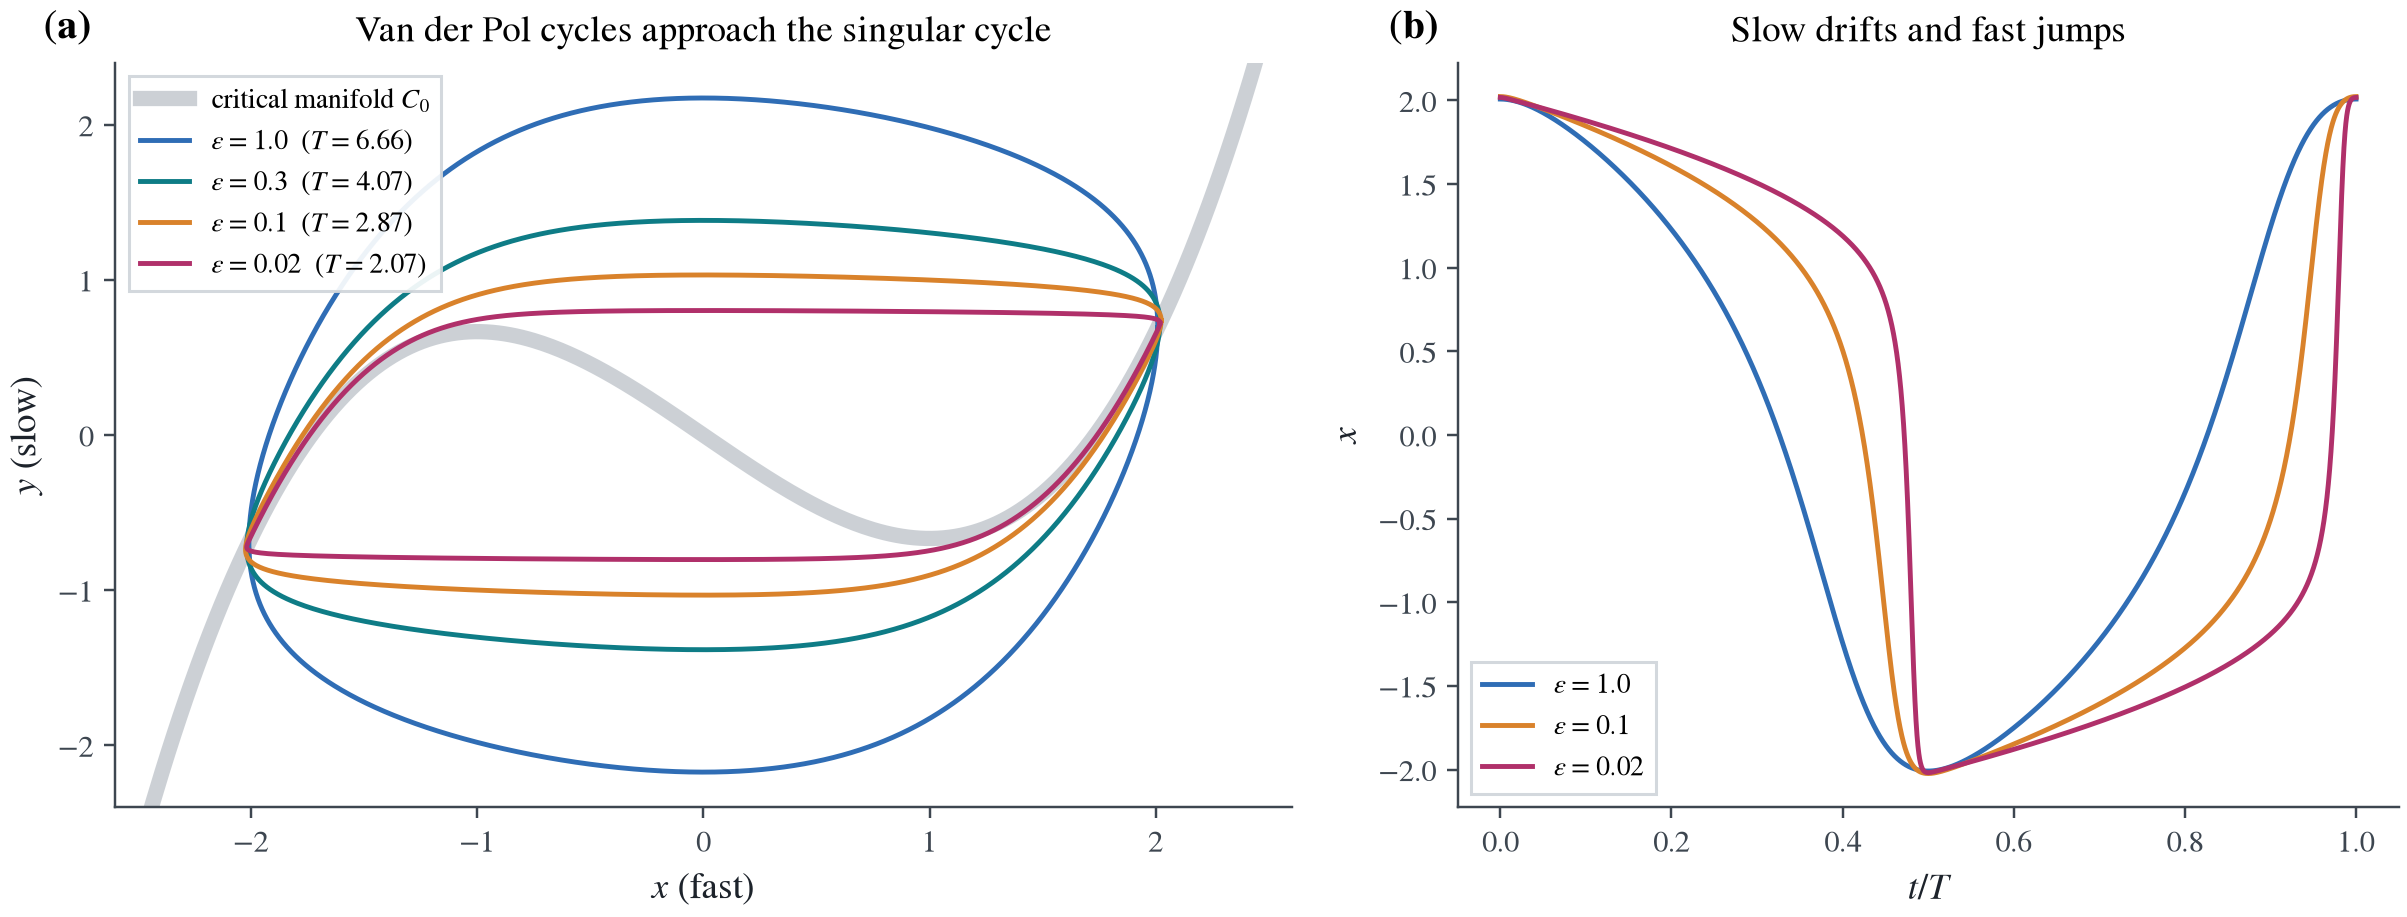 (a)
Van der Pol cycles approach the singular cycle
critical manifold C₀
ε = 1.0 (T = 6.66)
ε = 0.3 (T = 4.07)
ε = 0.1 (T = 2.87)
ε = 0.02 (T = 2.07)
y (slow)
2
1
0
−1
−2
−2
−1
0
1
2
x (fast)
(b)
Slow drifts and fast jumps
x
2.0
1.5
1.0
0.5
0.0
−0.5
−1.0
−1.5
−2.0
ε = 1.0
ε = 0.1
ε = 0.02
0.0
0.2
0.4
0.6
0.8
1.0
t/T